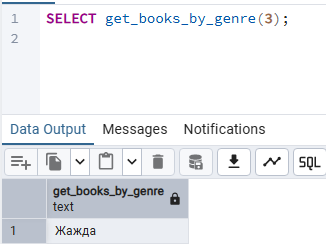 1 SELECT get_books_by_genre(3);
2
Data Output Messages Notifications
SQL
get_books_by_genre
text
1 Жажда